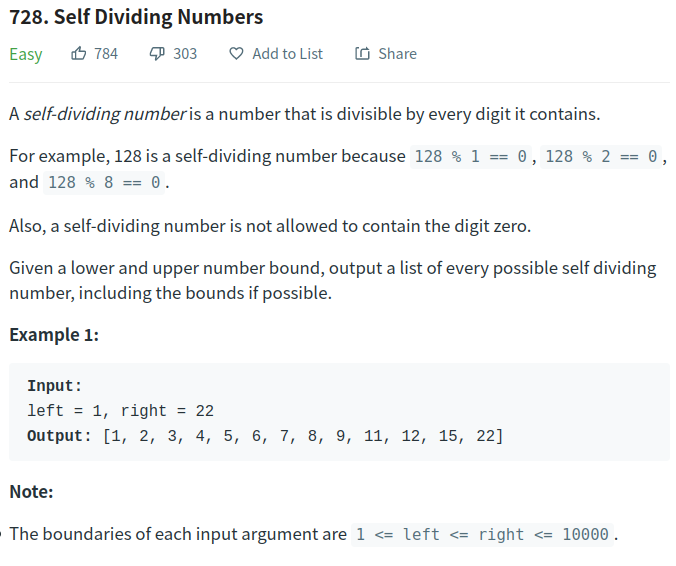 728. Self Dividing Numbers
Easy 784 303 Add to List Share
A self-dividing number is a number that is divisible by every digit it contains.
For example, 128 is a self-dividing number because 128 % 1 == 0, 128 % 2 == 0,
and 128 % 8 == 0.
Also, a self-dividing number is not allowed to contain the digit zero.
Given a lower and upper number bound, output a list of every possible self dividing
number, including the bounds if possible.
Example 1:
Input:
left = 1, right = 22
Output: [1, 2, 3, 4, 5, 6, 7, 8, 9, 11, 12, 15, 22]
Note:
The boundaries of each input argument are 1 <= left <= right <= 10000.